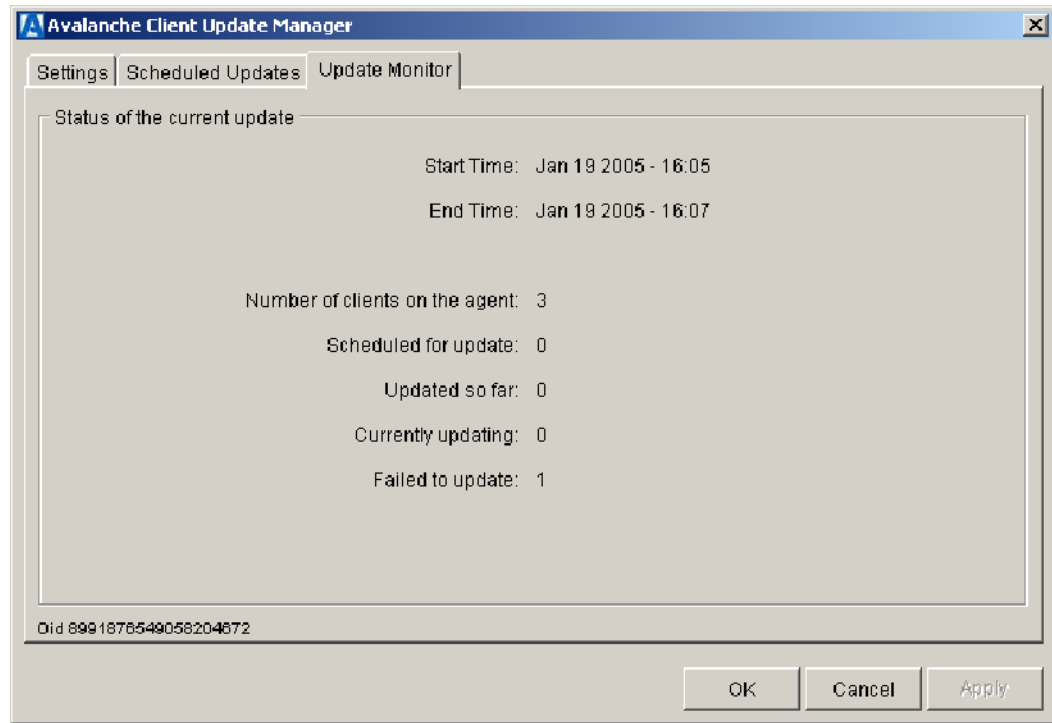 Avalanche Client Update Manager
Settings Scheduled Updates Update Monitor
Status of the current update
Start Time: Jan 19 2005 - 16:05
End Time: Jan 19 2005 - 16:07
Number of clients on the agent: 3
Scheduled for update: 0
Updated so far: 0
Currently updating: 0
Failed to update: 1
Oid 8991876549058204672
OK Cancel Apply